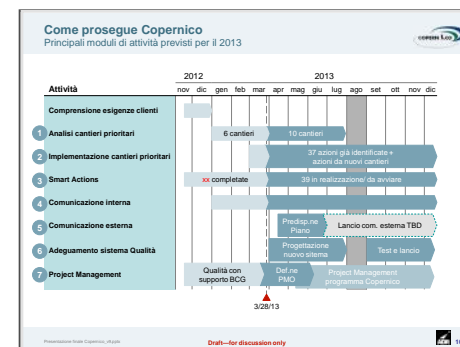 Come prosegue Copernico
Principali moduli di attività previsti per il 2013
2012 2013
Attività nov dic gen feb mar apr mag giu lug ago set ott nov dic
Comprensione esigenze clienti
1 Analisi cantieri prioritari 6 cantieri 10 cantieri
2 Implementazione cantieri prioritari 37 azioni già identificate +
azioni da nuovi cantieri
3 Smart Actions xx completate 39 in realizzazione/ da avviare
4 Comunicazione interna
5 Comunicazione esterna Predisp.ne
Piano Lancio com. esterna TBD
6 Adeguamento sistema Qualità Progettazione
nuovo sitema Test e lancio
7 Project Management Qualità con
supporto BCG Def.ne
PMO Project Management
programma Copernico
3/28/13
Draft—for discussion only